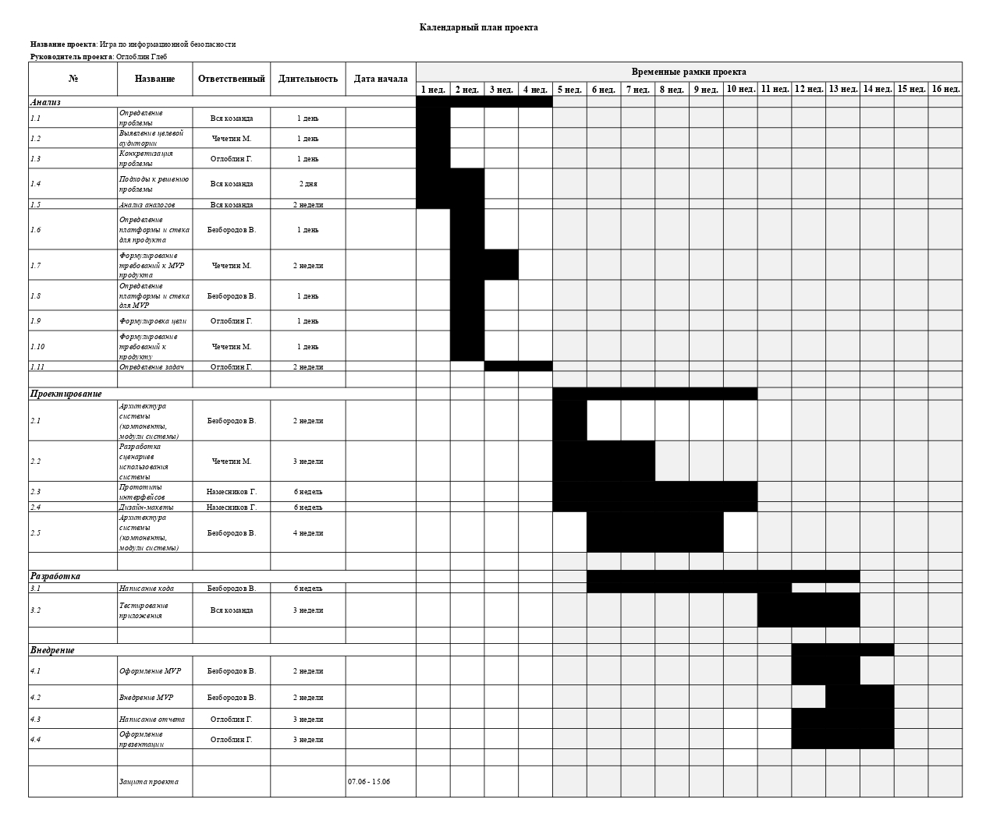 Календарный план проекта
Название проекта: Игра по информационной безопасности
Руководитель проекта: Оглоблин Глеб
№ Название Ответственный Длительность Дата начала Временные рамки проекта
1 нед. 2 нед. 3 нед. 4 нед. 5 нед. 6 нед. 7 нед. 8 нед. 9 нед. 10 нед. 11 нед. 12 нед. 13 нед. 14 нед. 15 нед. 16 нед.
Анализ
1.1 Определение проблемы Вся команда 1 день
1.2 Выявление целевой аудитории Чечетин М. 1 день
1.3 Конкретизация проблемы Оглоблин Г. 1 день
1.4 Подходы к решению проблемы Вся команда 2 дня
1.5 Анализ аналогов Вся команда 2 недели
1.6 Определение платформы и стека для продукта Безбородов В. 1 день
1.7 Формулирование требований к MVP продукта Чечетин М. 2 недели
1.8 Определение платформы и стека для MVP Безбородов В. 1 день
1.9 Формулировка цели Оглоблин Г. 1 день
1.10 Формулирование требований к продукту Чечетин М. 1 день
1.11 Определение задач Оглоблин Г. 2 недели
Проектирование
2.1 Архитектура системы (компоненты, модули системы) Безбородов В. 2 недели
2.2 Разработка сценариев использования системы Чечетин М. 3 недели
2.3 Прототипы интерфейсов Намесников Г. 6 недель
2.4 Дизайн-макеты Намесников Г. 6 недель
2.5 Архитектура системы (компоненты, модули системы) Безбородов В. 4 недели
Разработка
3.1 Написание кода Безбородов В. 6 недель
3.2 Тестирование приложения Вся команда 3 недели
Внедрение
4.1 Оформление MVP Безбородов В. 2 недели
4.2 Внедрение MVP Безбородов В. 2 недели
4.3 Написание отчета Оглоблин Г. 3 недели
4.4 Оформление презентации Оглоблин Г. 3 недели
Защита проекта 07.06 - 15.06